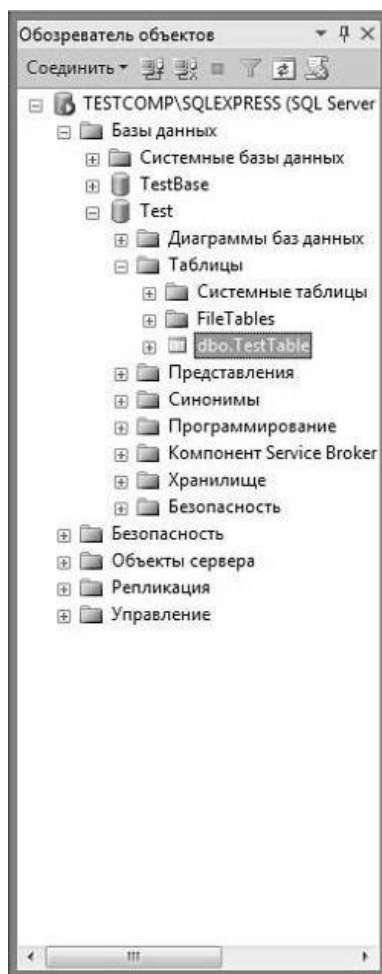 Обозреватель объектов
Соединить
TESTCOMP\SQLEXPRESS (SQL Server
Базы данных
Системные базы данных
TestBase
Test
Диаграммы баз данных
Таблицы
Системные таблицы
FileTables
dbo.TestTable
Представления
Синонимы
Программирование
Компонент Service Broker
Хранилище
Безопасность
Безопасность
Объекты сервера
Репликация
Управление